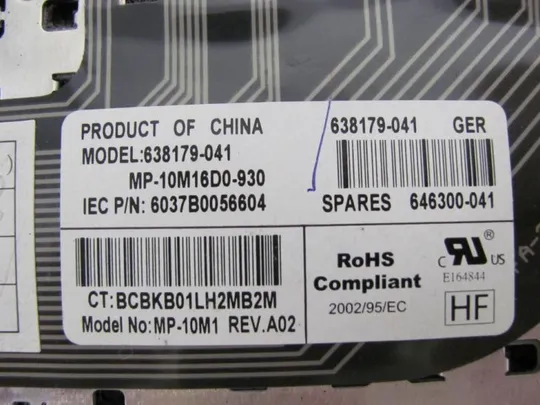 PRODUCT OF CHINA
MODEL:638179-041
MP-10M16D0-930
IEC P/N: 6037B0056604
638179-041 GER
SPARES 646300-041
CT:BCBKB01LH2MB2M
Model No:MP-10M1 REV.A02
RoHS
Compliant
2002/95/EC
c RU US
E164844
HF